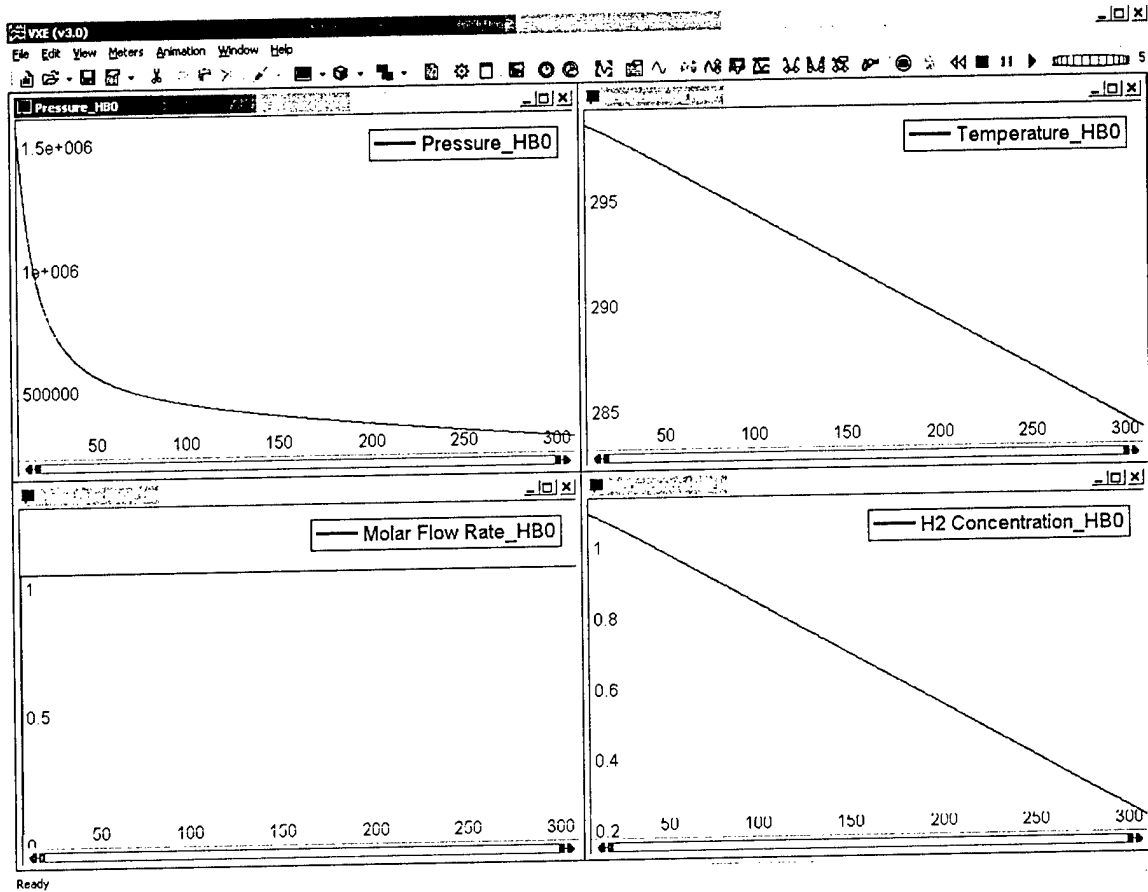 VXE (v3.0)
File Edit View Meters Animation Window Help
5
Pressure_HB0
Pressure_HB0
1.5e+006
1e+006
500000
50 100 150 200 250 300
Temperature_HB0
295
290
285
50 100 150 200 250 300
Molar Flow Rate_HB0
1
0.5
0
50 100 150 200 250 300
H2 Concentration_HB0
1
0.8
0.6
0.4
0.2
50 100 150 200 250 300
Ready